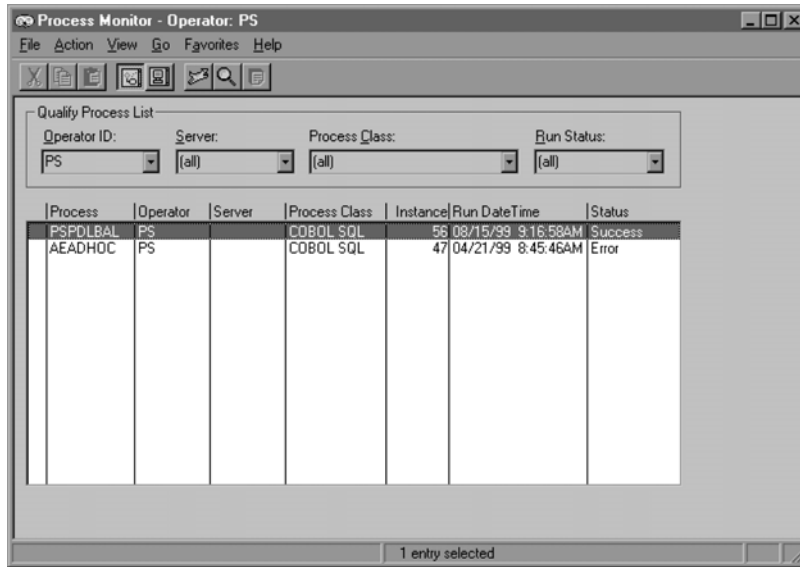 Process Monitor - Operator: PS
File Action View Go Favorites Help
Qualify Process List
Operator ID: Server: Process Class: Run Status:
PS (all) (all) (all)
Process Operator Server Process Class Instance Run DateTime Status
PSPDLBAL PS COBOL SQL 56 08/15/99 9:16:58AM Success
AEADHOC PS COBOL SQL 47 04/21/99 8:45:46AM Error
1 entry selected